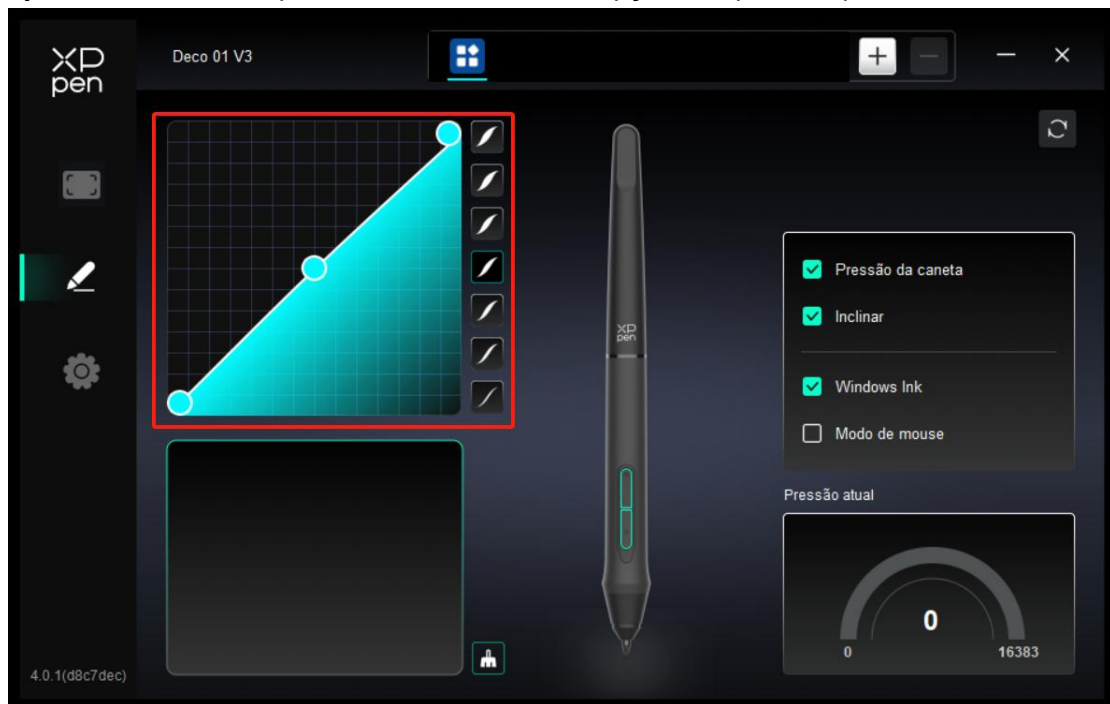 XP
pen
Deco 01 V3
Pressão da caneta
Inclinar
XP
pen
Windows Ink
Modo de mouse
Pressão atual
0
0
16383
4.0.1(d8c7dec)